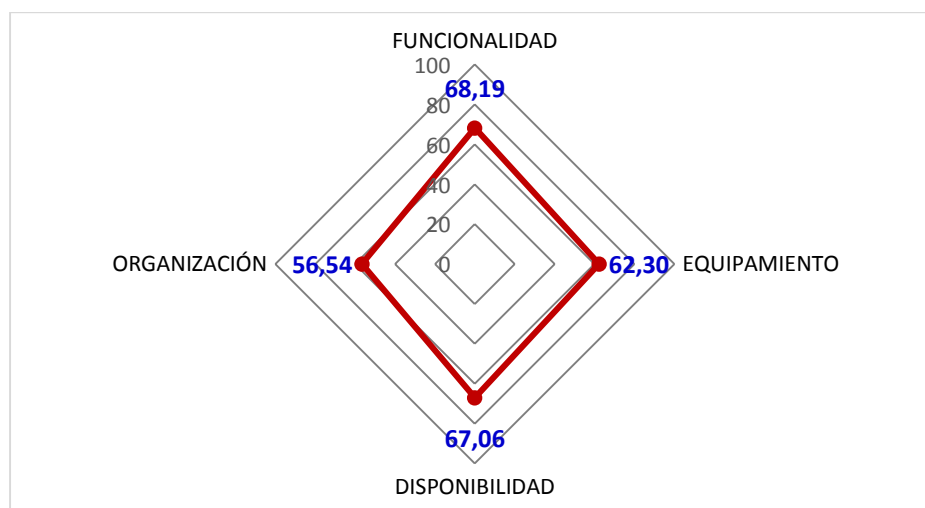 FUNCIONALIDAD
100
68,19
80
60
40
20
ORGANIZACIÓN
56,54
0
62,30
EQUIPAMIENTO
67,06
DISPONIBILIDAD